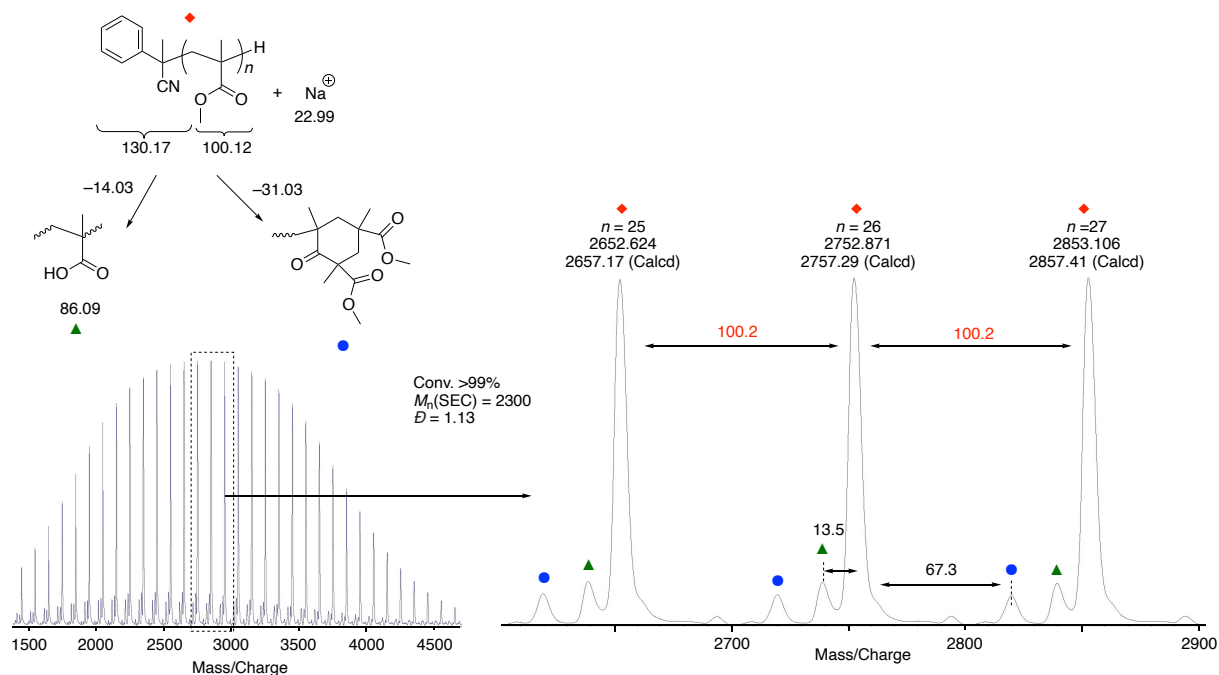 H
n
CN
O
O
+ Na⊕
22.99
130.17
100.12
–14.03
–31.03
HO
O
86.09
O
O
O
O
O
Conv. >99%
Mn(SEC) = 2300
Đ = 1.13
1500 2000 2500 3000 3500 4000 4500
Mass/Charge
n = 25
2652.624
2657.17 (Calcd)
n = 26
2752.871
2757.29 (Calcd)
n = 27
2853.106
2857.41 (Calcd)
100.2
100.2
13.5
67.3
2700 2800 2900
Mass/Charge